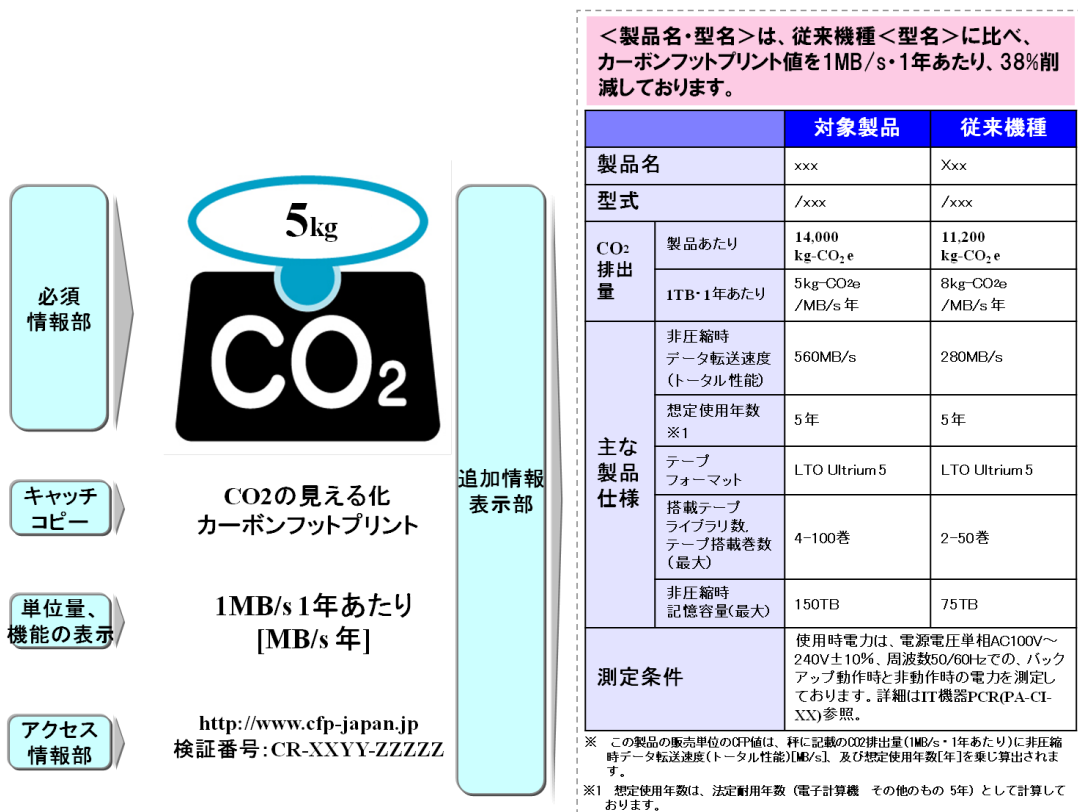 必須
情報部
5kg
CO2
キャッチ
コピー
CO2の見える化
カーボンフットプリント
単位量、
機能の表示
1MB/s 1年あたり
[MB/s 年]
アクセス
情報部
http://www.cfp-japan.jp
検証番号:CR-XXYY-ZZZZZ
追加情報
表示部
<製品名・型名>は、従来機種<型名>に比べ、
カーボンフットプリント値を1MB/s・1年あたり、38%削
減しております。
対象製品 従来機種
製品名 xxx Xxx
型式 /xxx /xxx
CO2
排出
量
製品あたり
14,000
kg-CO2 e
11,200
kg-CO2 e
1TB・1年あたり
5kg-CO2e
/MB/s 年
8kg-CO2e
/MB/s 年
主な
製品
仕様
非圧縮時
データ転送速度
(トータル性能)
560MB/s 280MB/s
想定使用年数
※1
5年 5年
テープ
フォーマット
LTO Ultrium 5 LTO Ultrium 5
搭載テープ
ライブラリ数,
テープ搭載巻数
(最大)
4-100巻 2-50巻
非圧縮時
記憶容量(最大)
150TB 75TB
測定条件
使用時電力は、電源電圧単相AC100V~
240V±10%、周波数50/60Hzでの、バック
アップ動作時と非動作時の電力を測定し
ております。詳細はIT機器PCR(PA-CI-
XX)参照。
※ この製品の販売単位のCFP値は、秤に記載のCO2排出量(1MB/s・1年あたり)に非圧縮
時データ転送速度(トータル性能)[MB/s]、及び想定使用年数[年]を乗じ算出されま
す。
※1 想定使用年数は、法定耐用年数(電子計算機 その他のもの 5年)として計算して
おります。